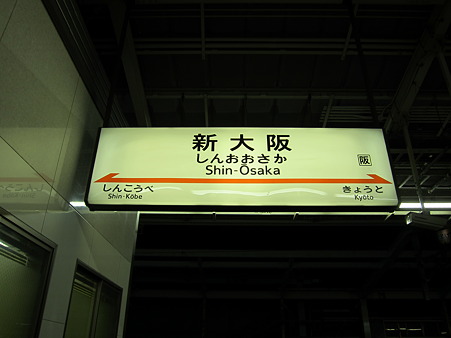 新大阪
しんおおさか
Shin-Ōsaka
阪
しんこうべ
Shin-Kōbe
きょうと
Kyōto